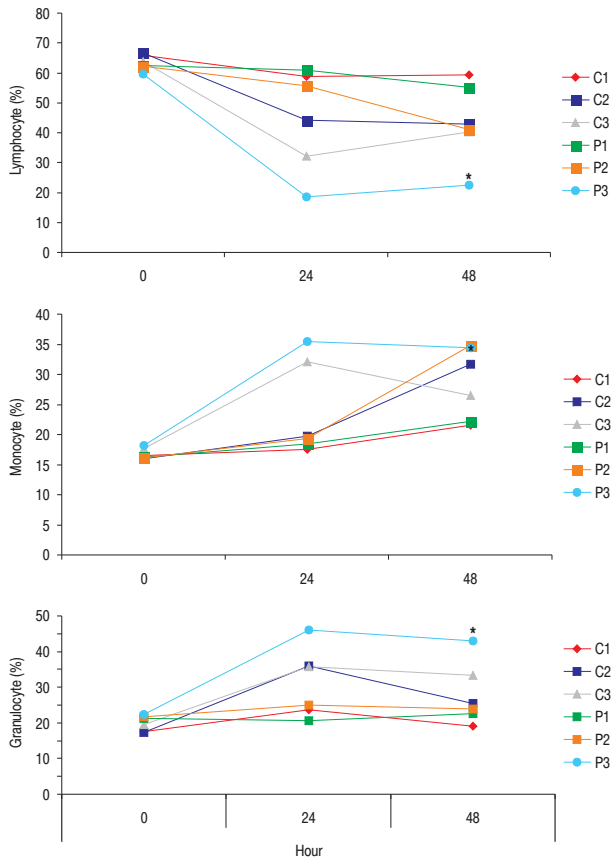 80
70
60
50
40
30
20
10
0
Lymphocyte (%)
*
0 24 48
C1
C2
C3
P1
P2
P3
40
35
30
25
20
15
10
5
0
Monocyte (%)
*
0 24 48
C1
C2
C3
P1
P2
P3
50
40
30
20
10
0
Granulocyte (%)
*
0 24 48
Hour
C1
C2
C3
P1
P2
P3